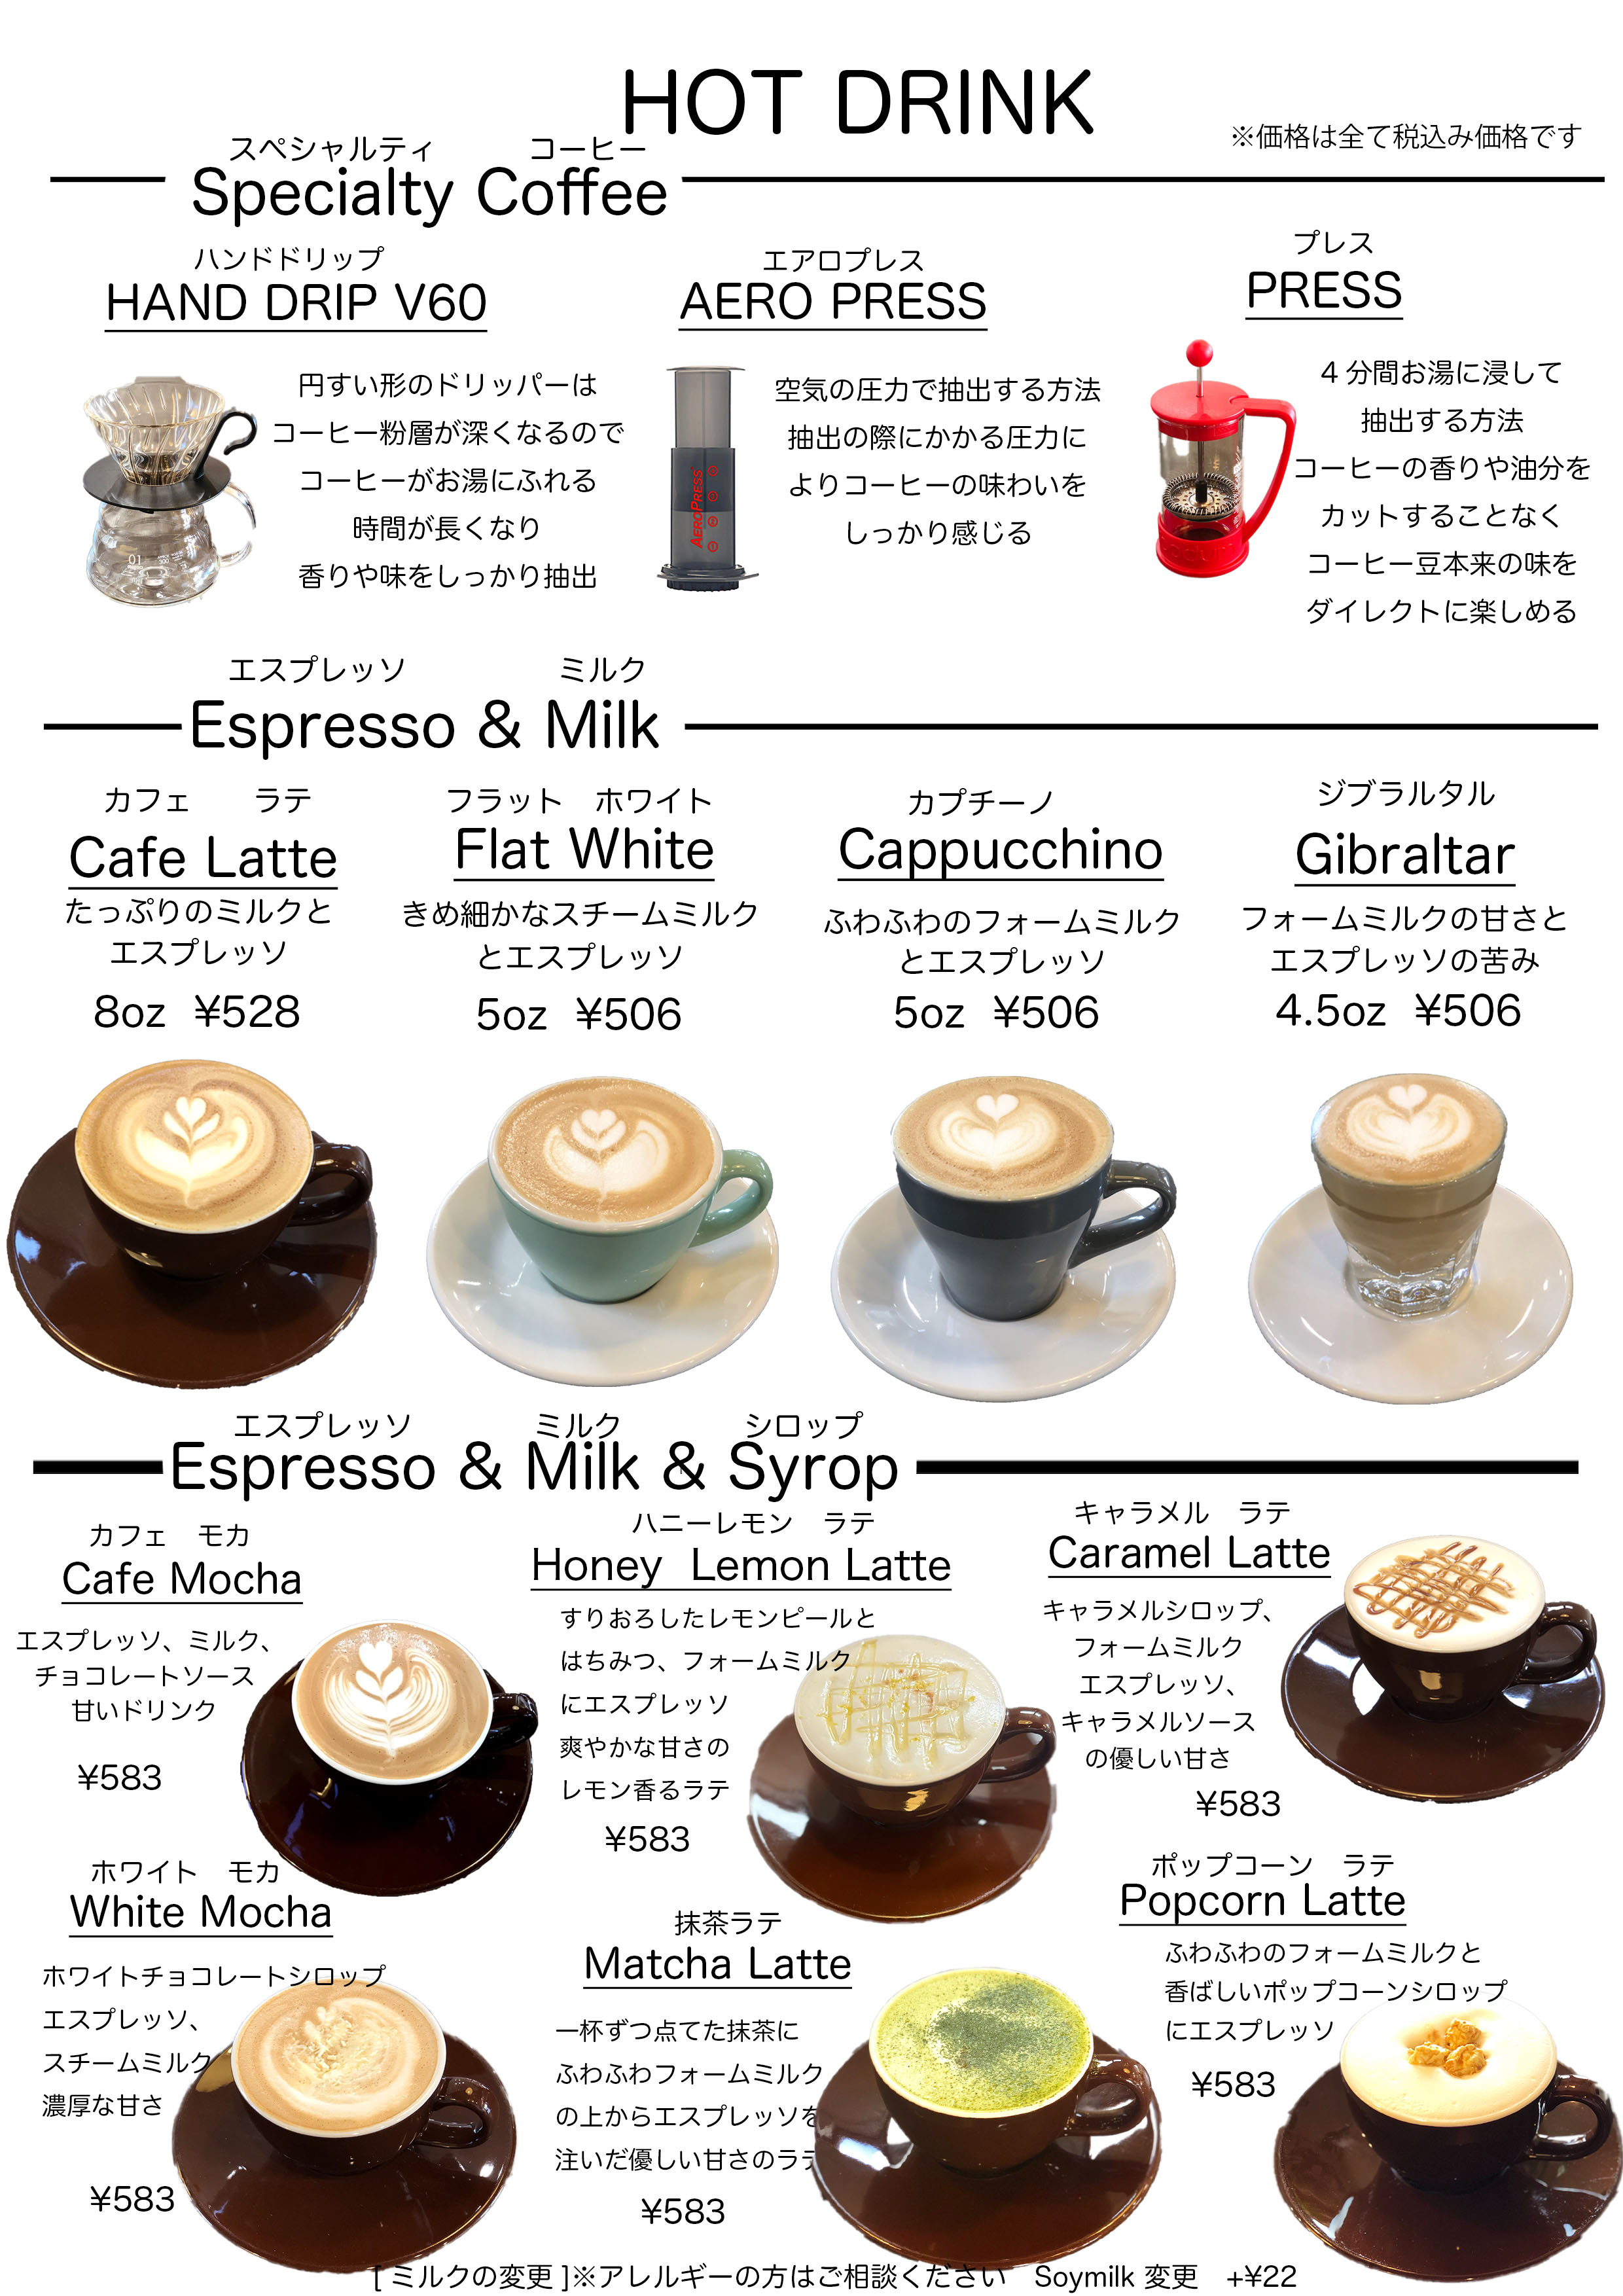 HOT DRINK
※価格は全て税込み価格です
スペシャルティ コーヒー
Specialty Coffee
ハンドドリップ
HAND DRIP V60
円すい形のドリッパーは
コーヒー粉層が深くなるので
コーヒーがお湯にふれる
時間が長くなり
香りや味をしっかり抽出
01
エアロプレス
AERO PRESS
空気の圧力で抽出する方法
抽出の際にかかる圧力に
よりコーヒーの味わいを
しっかり感じる
AEROPRESS
プレス
PRESS
4 分間お湯に浸して
抽出する方法
コーヒーの香りや油分を
カットすることなく
コーヒー豆本来の味を
ダイレクトに楽しめる
エスプレッソ ミルク
Espresso & Milk
カフェ ラテ
Cafe Latte
たっぷりのミルクと
エスプレッソ
8oz ¥528
フラット ホワイト
Flat White
きめ細かなスチームミルク
とエスプレッソ
5oz ¥506
カプチーノ
Cappucchino
ふわふわのフォームミルク
とエスプレッソ
5oz ¥506
ジブラルタル
Gibraltar
フォームミルクの甘さと
エスプレッソの苦み
4.5oz ¥506
エスプレッソ ミルク シロップ
Espresso & Milk & Syrop
カフェ モカ
Cafe Mocha
エスプレッソ、ミルク、
チョコレートソース
甘いドリンク
¥583
ハニーレモン ラテ
Honey Lemon Latte
すりおろしたレモンピールと
はちみつ、フォームミルク
にエスプレッソ
爽やかな甘さの
レモン香るラテ
¥583
キャラメル ラテ
Caramel Latte
キャラメルシロップ、
フォームミルク
エスプレッソ、
キャラメルソース
の優しい甘さ
¥583
ホワイト モカ
White Mocha
ホワイトチョコレートシロップ
エスプレッソ、
スチームミルク
濃厚な甘さ
¥583
抹茶ラテ
Matcha Latte
一杯ずつ点てた抹茶に
ふわふわフォームミルク
の上からエスプレッソを
注いだ優しい甘さのラテ
¥583
ポップコーン ラテ
Popcorn Latte
ふわふわのフォームミルクと
香ばしいポップコーンシロップ
にエスプレッソ
¥583
[ ミルクの変更 ]※アレルギーの方はご相談ください Soymilk 変更 +¥22